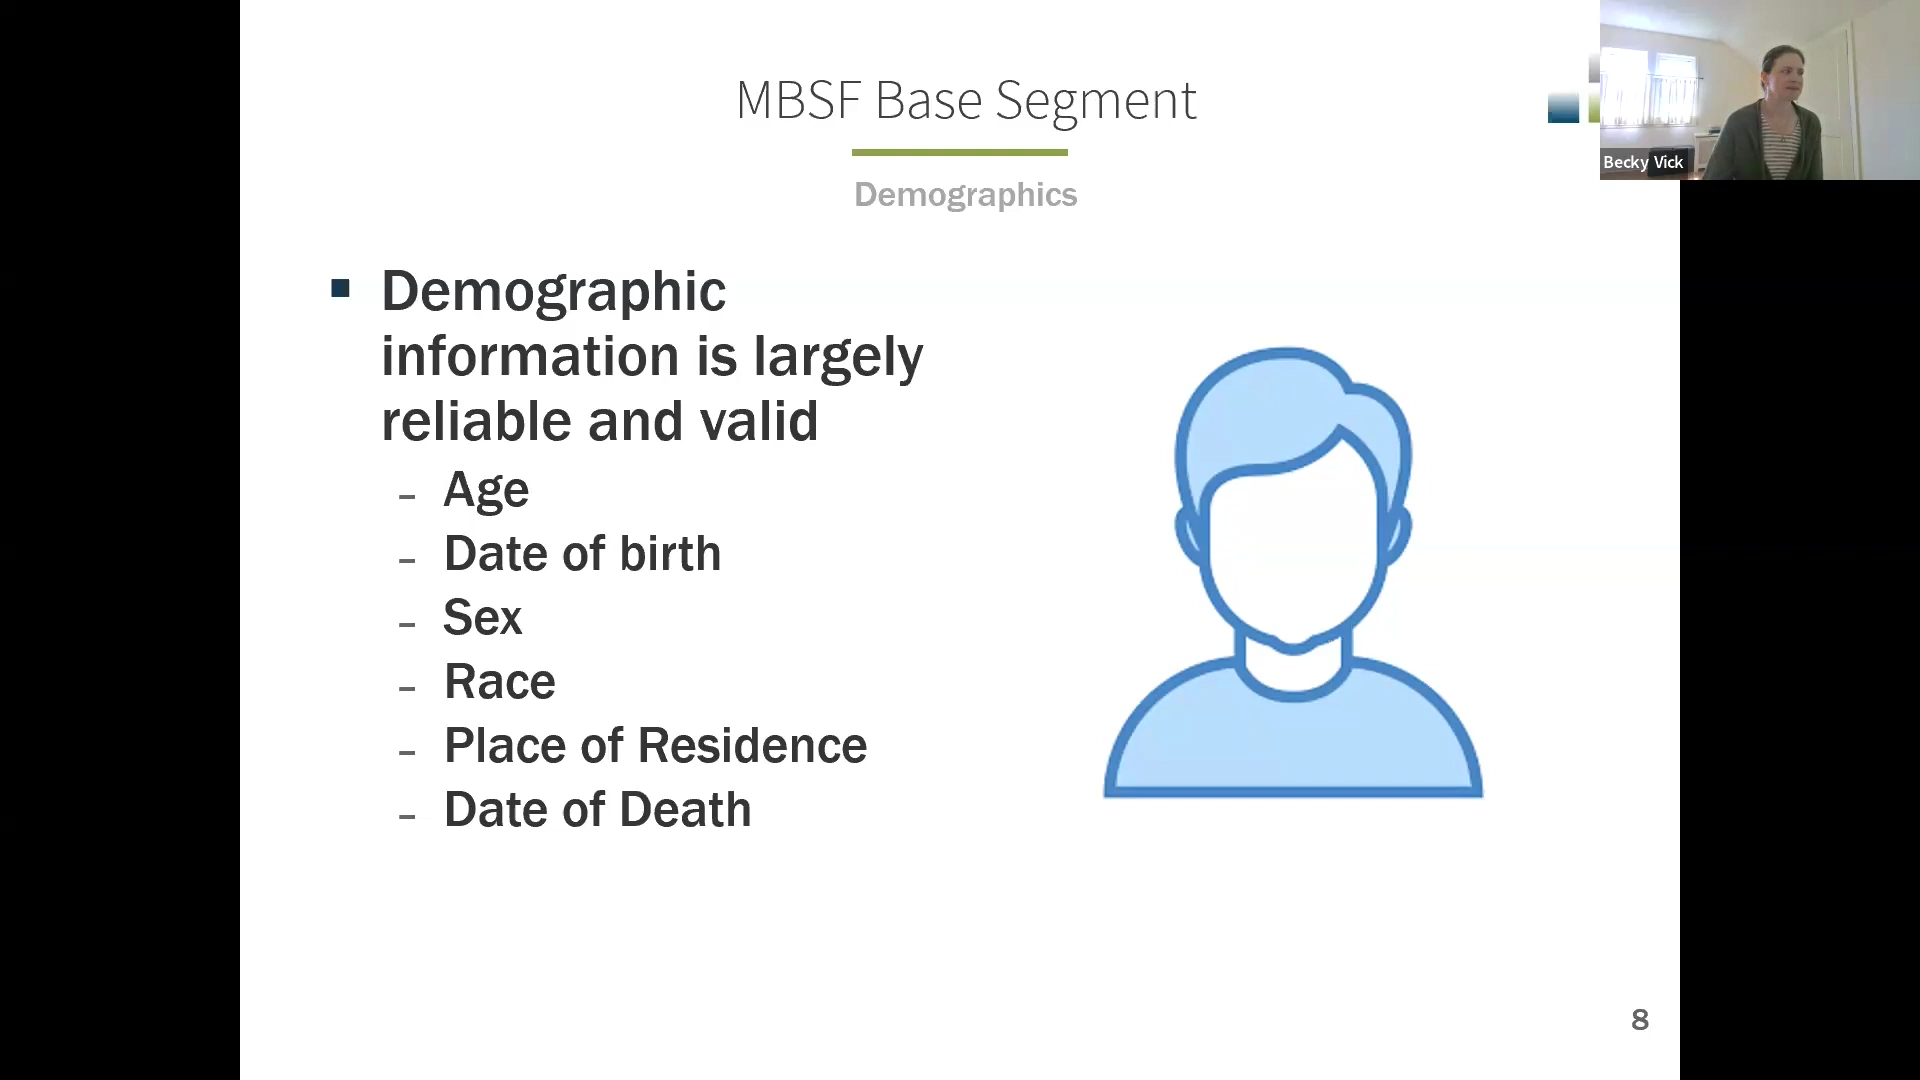 MBSF Base Segment
Becky Vick
Demographics
▪ Demographic
information is largely
reliable and valid
– Age
– Date of birth
– Sex
– Race
– Place of Residence
– Date of Death
8